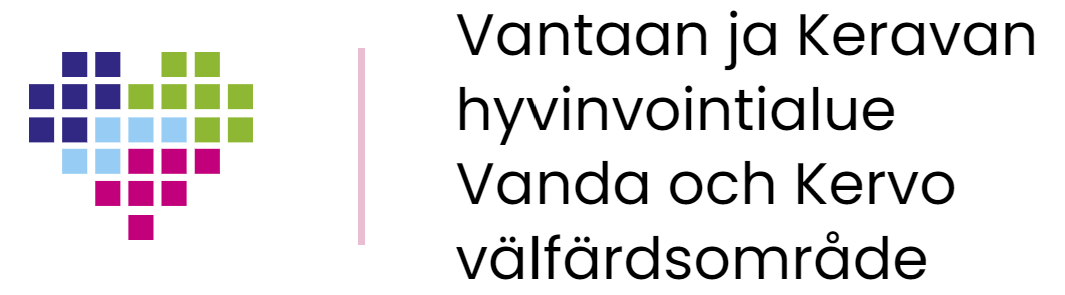 Vantaan ja Keravan
hyvinvointialue
Vanda och Kervo
välfärdsområde